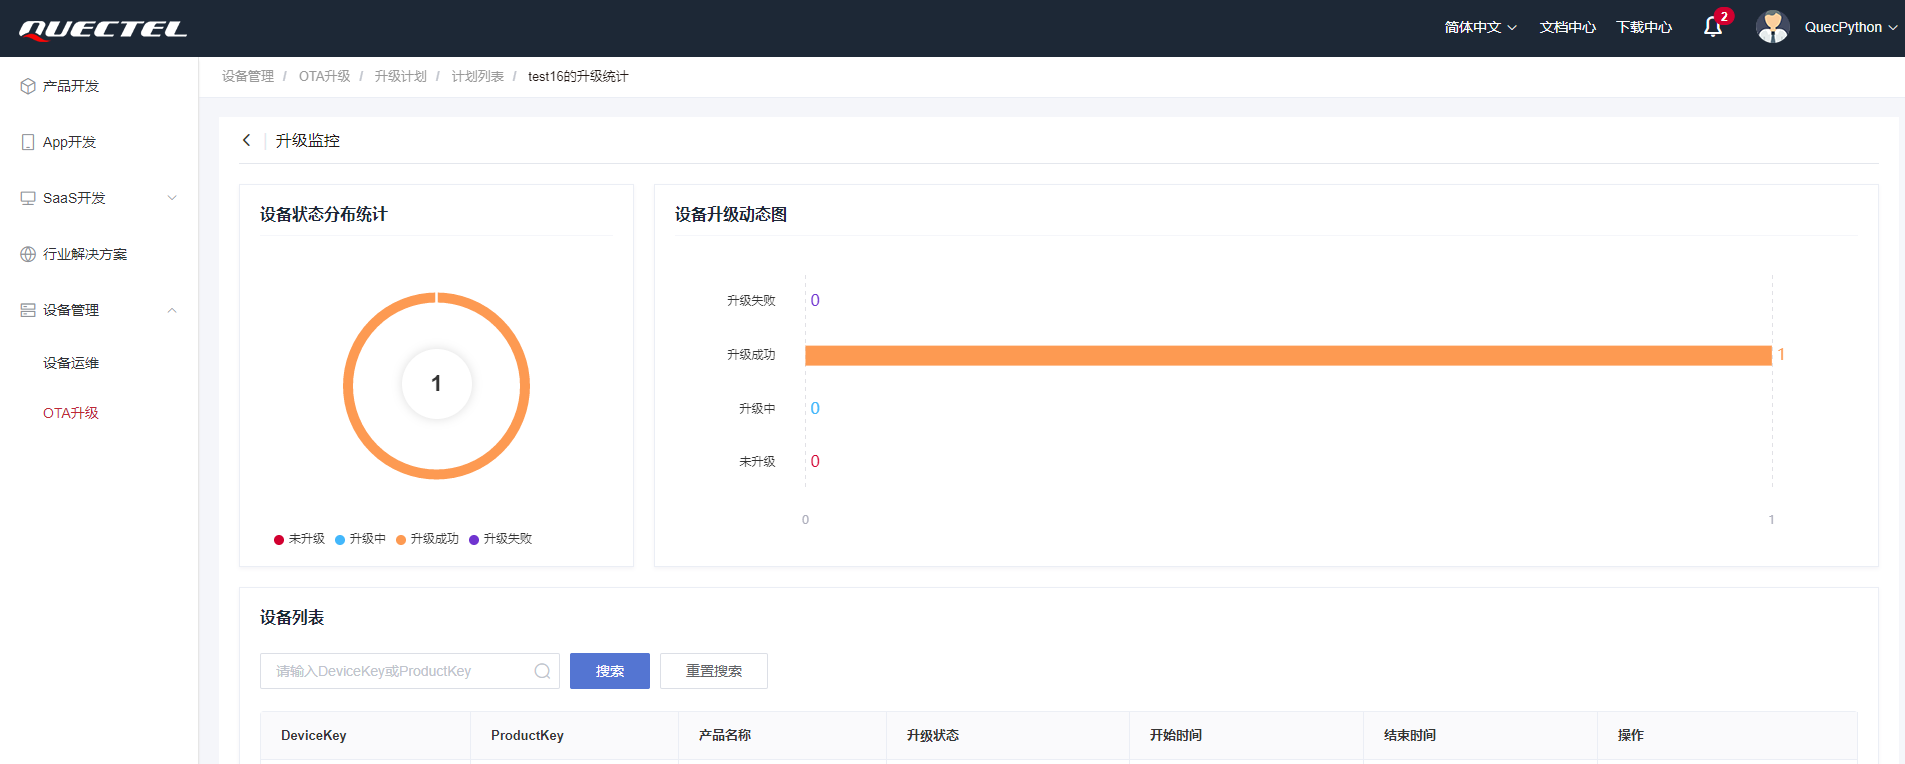 QUECTEL
简体中文 文档中心 下载中心 2 QuecPython
产品开发
App开发
SaaS开发
行业解决方案
设备管理
设备运维
OTA升级
设备管理 / OTA升级 / 升级计划 / 计划列表 / test16的升级统计
升级监控
设备状态分布统计
1
未升级 升级中 升级成功 升级失败
设备升级动态图
升级失败 0
升级成功 1
升级中 0
未升级 0
0 1
设备列表
请输入DeviceKey或ProductKey 搜索 重置搜索
DeviceKey ProductKey 产品名称 升级状态 开始时间 结束时间 操作